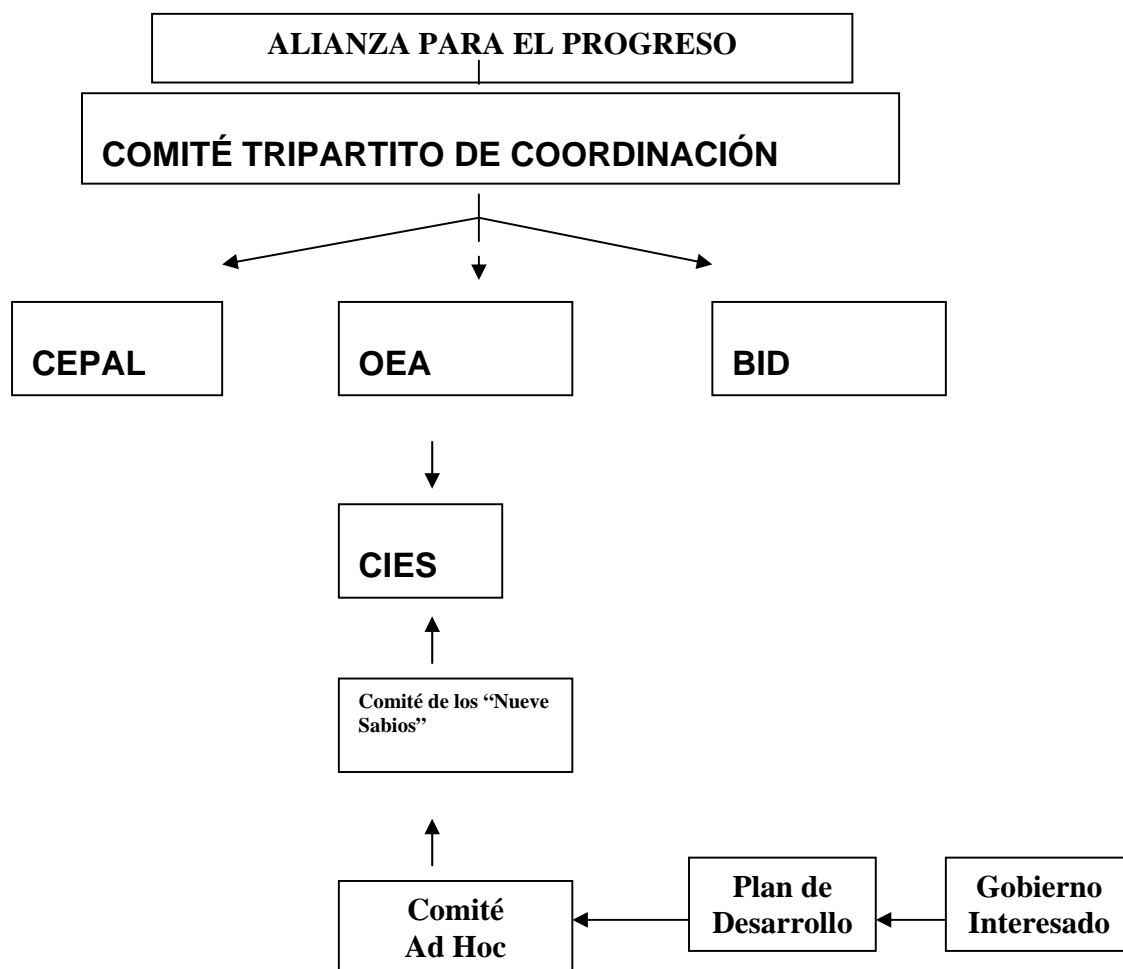 ALIANZA PARA EL PROGRESO
COMITÉ TRIPARTITO DE COORDINACIÓN
CEPAL
OEA
BID
CIES
Comité de los “Nueve
Sabios”
Comité
Ad Hoc
Plan de
Desarrollo
Gobierno
Interesado